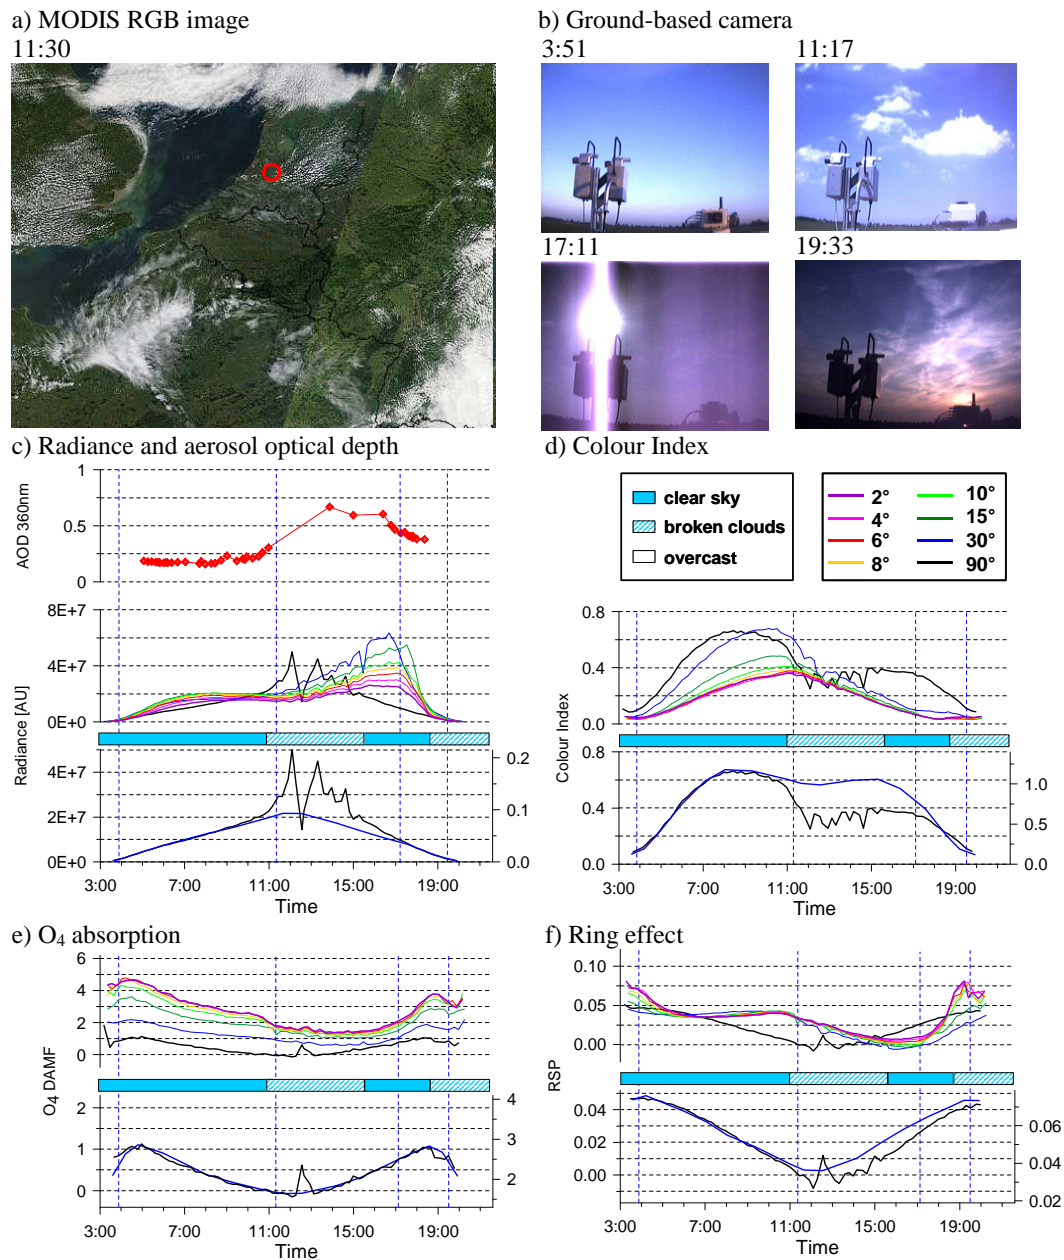 a) MODIS RGB image
11:30
b) Ground-based camera
3:51 11:17
17:11 19:33
c) Radiance and aerosol optical depth
AOD 360nm
1
0.5
0
Radiance [AU]
8E+7
4E+7
0E+0
4E+7
2E+7
0E+0
0.2
0.1
0.0
3:00 7:00 11:00 15:00 19:00
Time
d) Colour Index
clear sky
broken clouds
overcast
2° 10°
4° 15°
6° 30°
8° 90°
Colour Index
0.8
0.4
0.0
0.8
0.4
0.0
1.0
0.5
0.0
3:00 7:00 11:00 15:00 19:00
Time
e) O₄ absorption
O₄ DAMF
6
4
2
0
2
1
0
4
3
2
3:00 7:00 11:00 15:00 19:00
Time
f) Ring effect
RSP
0.10
0.05
0.00
0.04
0.02
0.00
0.06
0.04
0.02
3:00 7:00 11:00 15:00 19:00
Time